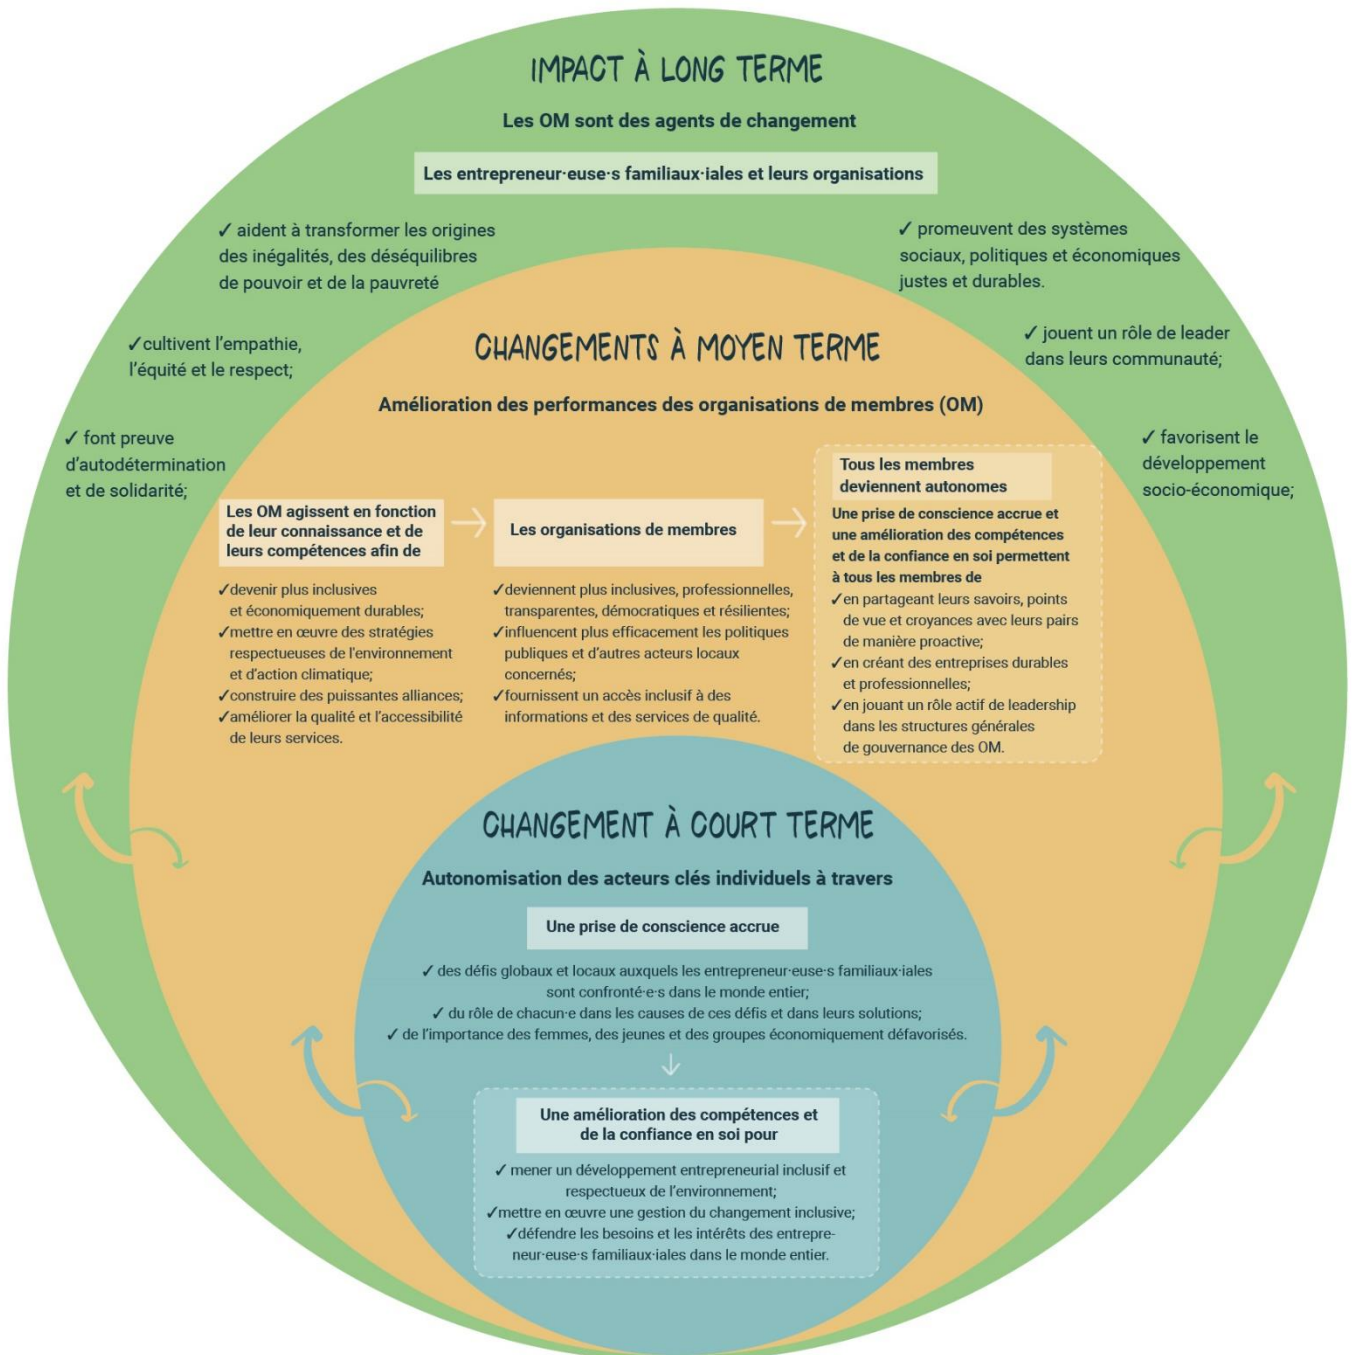 IMPACT À LONG TERME
Les OM sont des agents de changement
Les entrepreneur·euse·s familiaux·iales et leurs organisations
✓ aident à transformer les origines
des inégalités, des déséquilibres
de pouvoir et de la pauvreté
✓ promeuvent des systèmes
sociaux, politiques et économiques
justes et durables.
✓cultivent l'empathie,
l'équité et le respect;
✓ jouent un rôle de leader
dans leurs communauté;
✓ font preuve
d'autodétermination
et de solidarité;
✓ favorisent le
développement
socio-économique;
CHANGEMENTS À MOYEN TERME
Amélioration des performances des organisations de membres (OM)
Les OM agissent en fonction
de leur connaissance et de
leurs compétences afin de
✓devenir plus inclusives
et économiquement durables;
✓mettre en œuvre des stratégies
respectueuses de l'environnement
et d'action climatique;
✓construire des puissantes alliances;
✓améliorer la qualité et l'accessibilité
de leurs services.
Les organisations de membres
✓deviennent plus inclusives, professionnelles,
transparentes, démocratiques et résilientes;
✓influencent plus efficacement les politiques
publiques et d'autres acteurs locaux
concernés;
✓fournissent un accès inclusif à des
informations et des services de qualité.
Tous les membres
deviennent autonomes
Une prise de conscience accrue et
une amélioration des compétences
et de la confiance en soi permettent
à tous les membres de
✓en partageant leurs savoirs, points
de vue et croyances avec leurs pairs
de manière proactive;
✓en créant des entreprises durables
et professionnelles;
✓en jouant un rôle actif de leadership
dans les structures générales
de gouvernance des OM.
CHANGEMENT À COURT TERME
Autonomisation des acteurs clés individuels à travers
Une prise de conscience accrue
✓ des défis globaux et locaux auxquels les entrepreneur·euse·s familiaux·iales
sont confronté·e·s dans le monde entier;
✓ du rôle de chacun·e dans les causes de ces défis et dans leurs solutions;
✓ de l'importance des femmes, des jeunes et des groupes économiquement défavorisés.
Une amélioration des compétences et
de la confiance en soi pour
✓ mener un développement entrepreneurial inclusif et
respectueux de l'environnement;
✓mettre en œuvre une gestion du changement inclusive;
✓défendre les besoins et les intérêts des entrepre-
neur·euse·s familiaux·iales dans le monde entier.